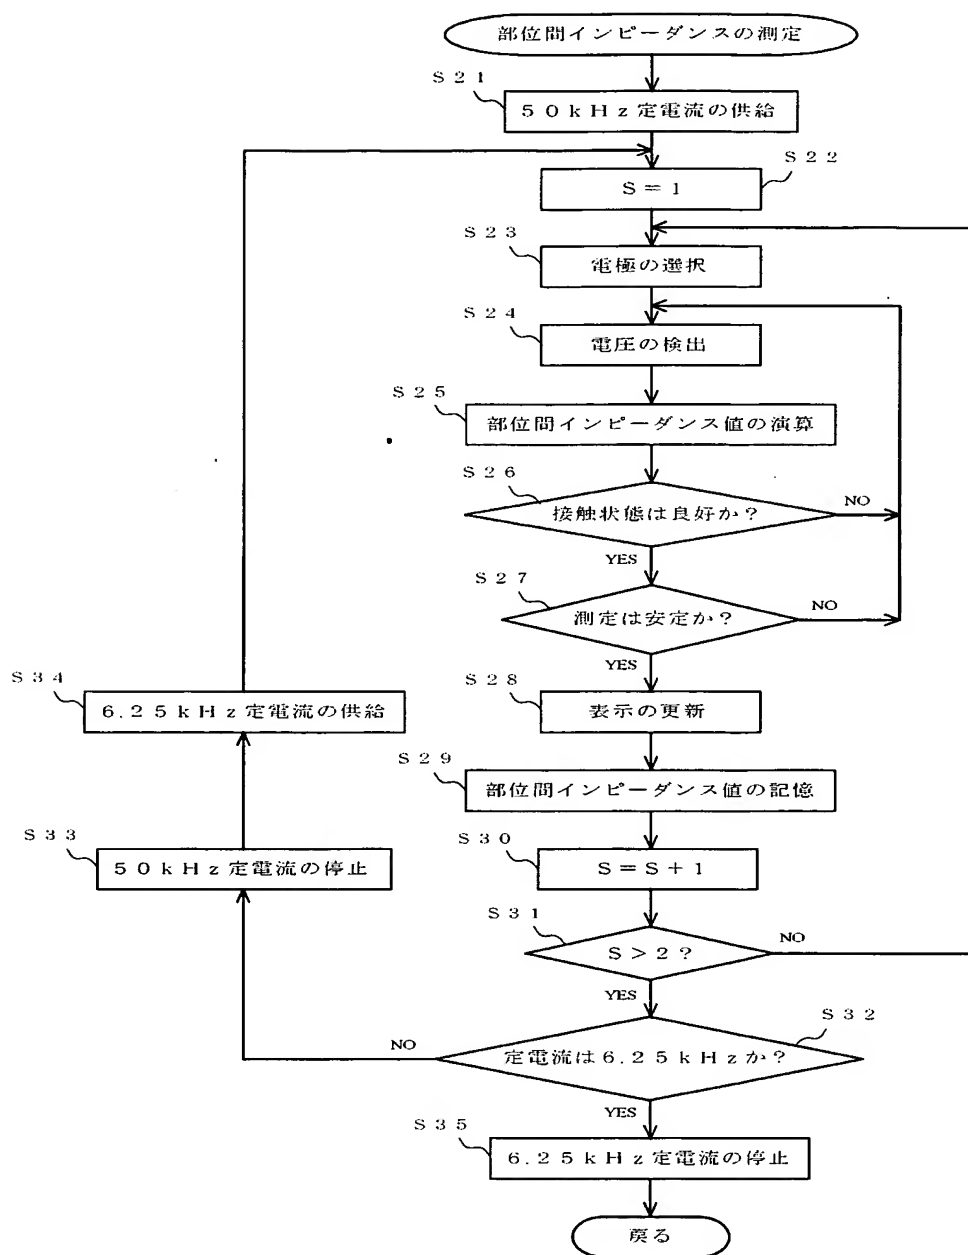 部位間インピーダンスの測定
S21
50kHz定電流の供給
S22
S=1
S23
電極の選択
S24
電圧の検出
S25
部位間インピーダンス値の演算
S26
接触状態は良好か?
NO
YES
S27
測定は安定か?
NO
YES
S28
表示の更新
S29
部位間インピーダンス値の記憶
S30
S=S+1
S31
S>2?
NO
YES
S32
定電流は6.25kHzか?
NO
YES
S33
50kHz定電流の停止
S34
6.25kHz定電流の供給
S35
6.25kHz定電流の停止
戻る